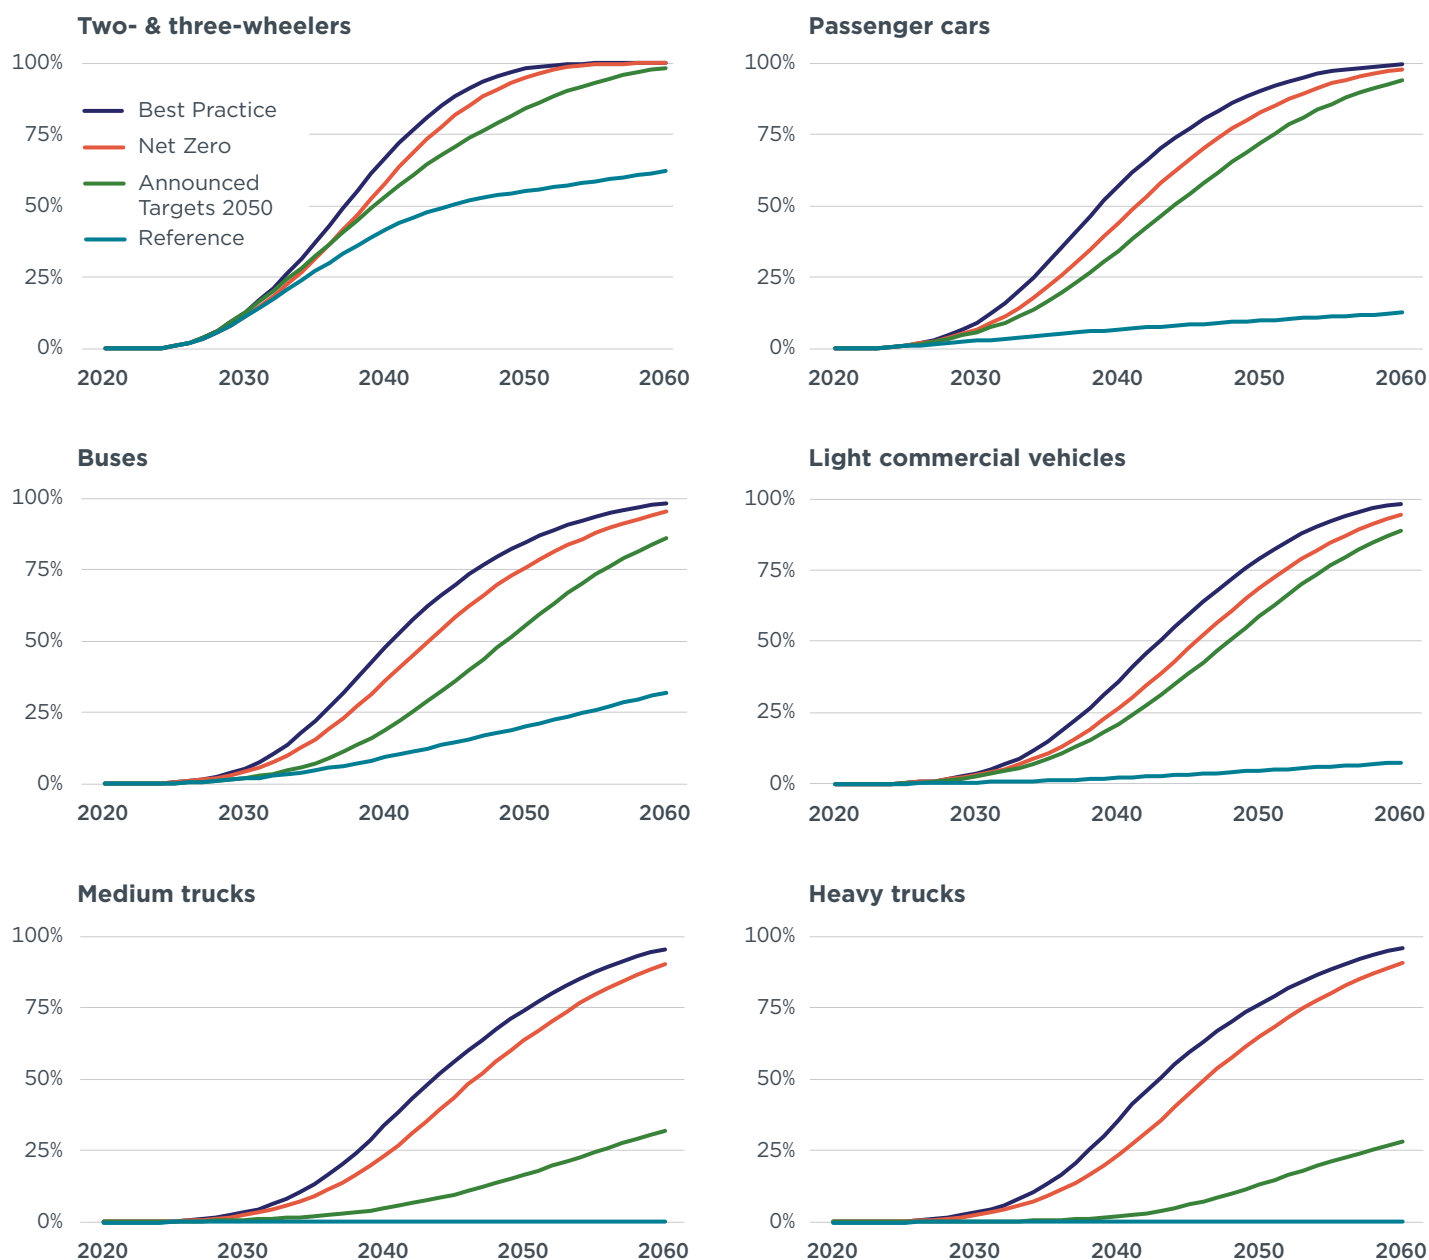 Two- & three-wheelers
100%
75%
50%
25%
0%
Best Practice
Net Zero
Announced
Targets 2050
Reference
2020 2030 2040 2050 2060
Passenger cars
100%
75%
50%
25%
0%
2020 2030 2040 2050 2060
Buses
100%
75%
50%
25%
0%
2020 2030 2040 2050 2060
Light commercial vehicles
100%
75%
50%
25%
0%
2020 2030 2040 2050 2060
Medium trucks
100%
75%
50%
25%
0%
2020 2030 2040 2050 2060
Heavy trucks
100%
75%
50%
25%
0%
2020 2030 2040 2050 2060